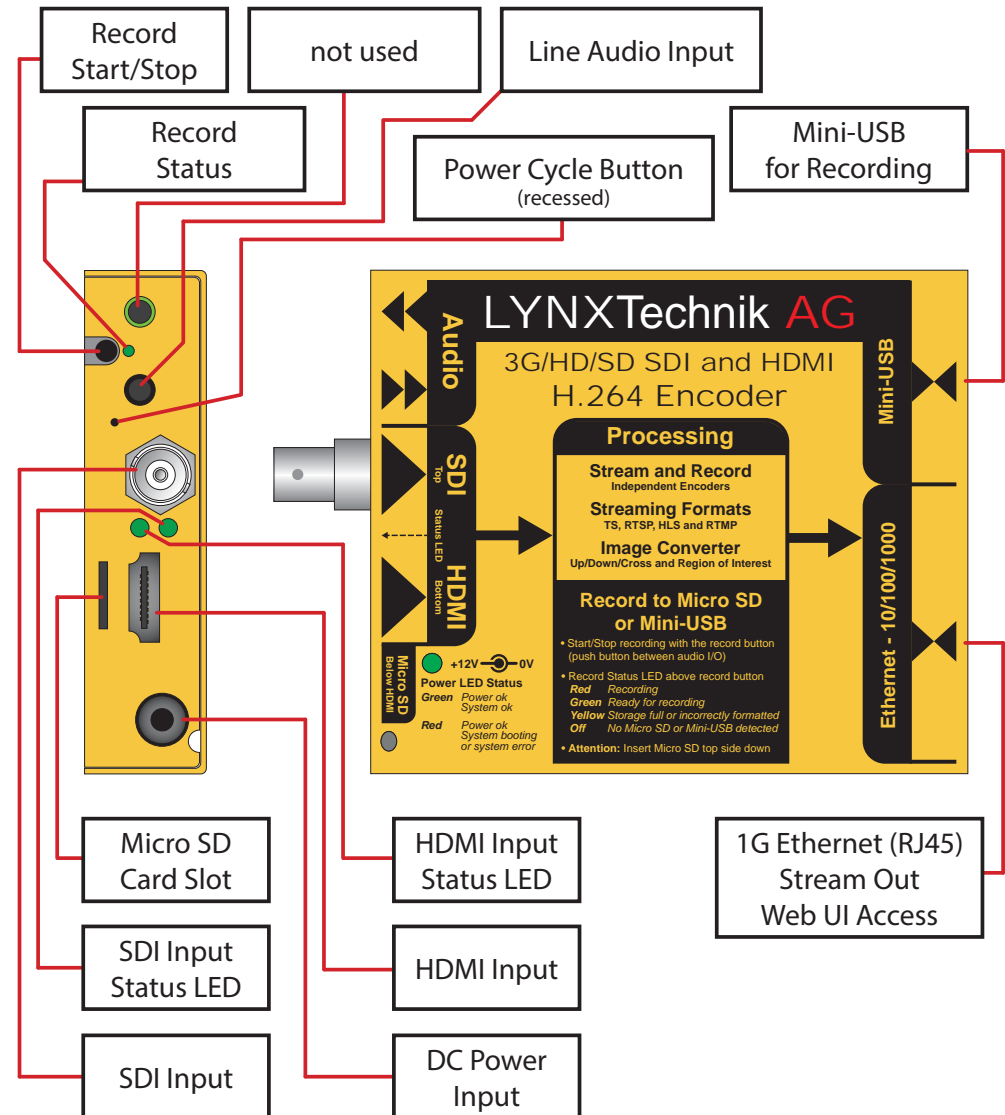 Record
Start/Stop
not used
Line Audio Input
Record
Status
Power Cycle Button
(recessed)
Mini-USB
for Recording
LYNXTechnik AG
3G/HD/SD SDI and HDMI
H.264 Encoder
Audio
SDI
Top
Status LED
HDMI
Bottom
Micro SD
Below HDMI
+12V
0V
Power LED Status
Green Power ok
System ok
Red Power ok
System booting
or system error
Processing
Stream and Record
Independent Encoders
Streaming Formats
TS, RTSP, HLS and RTMP
Image Converter
Up/Down/Cross and Region of Interest
Record to Micro SD
or Mini-USB
• Start/Stop recording with the record button
(push button between audio I/O)
• Record Status LED above record button
Red Recording
Green Ready for recording
Yellow Storage full or incorrectly formatted
Off No Micro SD or Mini-USB detected
• Attention: Insert Micro SD top side down
Mini-USB
Ethernet - 10/100/1000
Micro SD
Card Slot
HDMI Input
Status LED
1G Ethernet (RJ45)
Stream Out
Web UI Access
SDI Input
Status LED
HDMI Input
SDI Input
DC Power
Input